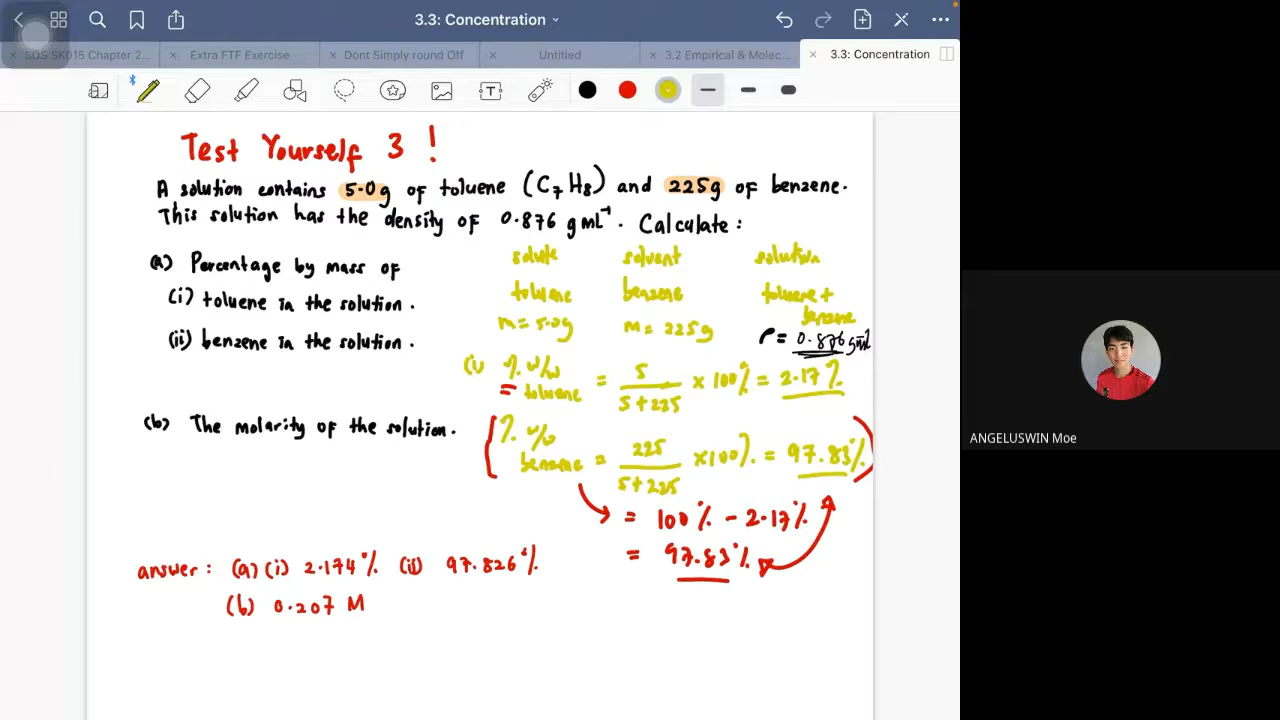 3.3: Concentration
SDS SK015 Chapter 2...
Extra FTF Exercise
Dont Simply round Off
Untitled
3.2 Empirical & Molec...
3.3: Concentration
Test Yourself 3 !
A solution contains 5.0g of toluene (C7H8) and 225g of benzene.
This solution has the density of 0.876 g mL⁻¹. Calculate :
(a) Percentage by mass of
(i) toluene in the solution.
(ii) benzene in the solution.
solute solvent solution
toluene benzene toluene + benzene
m = 5.0g m = 225g ρ = 0.876 gmL⁻¹
(i) % w/w toluene = 5 / 5+225 × 100% = 2.17%
(b) The molarity of the solution.
% w/w benzene = 225 / 5+225 ×100% = 97.83%
= 100% - 2.17%
= 97.83%
answer : (a) (i) 2.174% (ii) 97.826%
(b) 0.207 M
ANGELUSWIN Moe